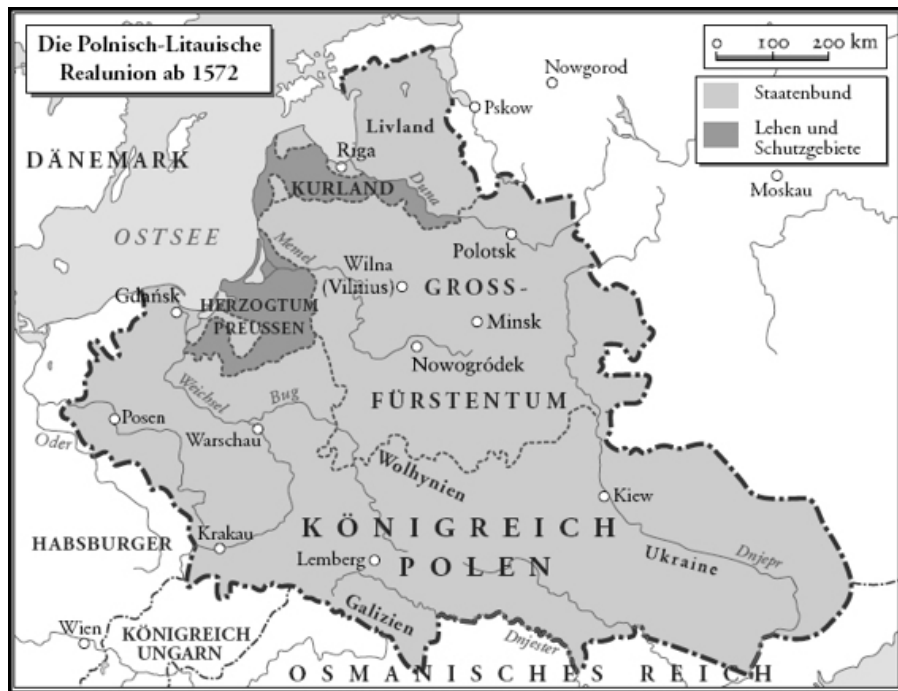 Die Polnisch-Litauische
Realunion ab 1572
0 100 200 km
Staatenbund
Lehen und
Schutzgebiete
Nowgorod
Pskow
Livland
Riga
DÄNEMARK
KURLAND
Duna
Moskau
OSTSEE
Memel
Polotsk
Wilna
(Vilnius)
GROSS-
Gdańsk
HERZOGTUM
PREUSSEN
Minsk
Nowogródek
Weichsel
Bug
FÜRSTENTUM
Posen
Warschau
Oder
Wolhynien
Kiew
KÖNIGREICH
POLEN
HABSBURGER
Krakau
Lemberg
Ukraine
Dnjepr
Galizien
Wien
KÖNIGREICH
UNGARN
Dnjester
OSMANISCHES REICH